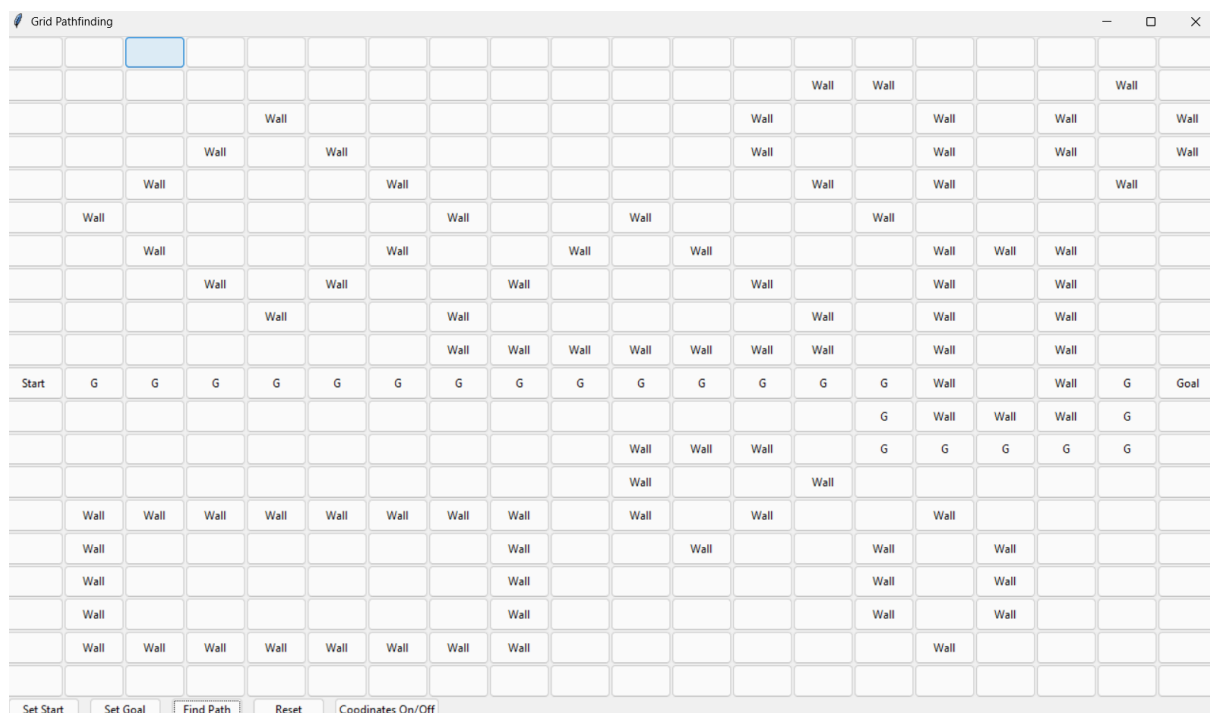 Grid Pathfinding
Wall Wall Wall
Wall Wall Wall Wall Wall
Wall Wall Wall Wall Wall Wall
Wall Wall Wall Wall Wall
Wall Wall Wall Wall
Wall Wall Wall Wall Wall Wall Wall
Wall Wall Wall Wall Wall Wall
Wall Wall Wall Wall Wall
Wall Wall Wall Wall Wall Wall Wall Wall Wall
Start G G G G G G G G G G G G G G Wall Wall G Goal
G Wall Wall Wall G
Wall Wall Wall G G G G G
Wall Wall
Wall Wall Wall Wall Wall Wall Wall Wall Wall Wall Wall
Wall Wall Wall Wall Wall
Wall Wall Wall Wall
Wall Wall Wall Wall
Wall Wall Wall Wall Wall Wall Wall Wall Wall
Set Start Set Goal Find Path Reset Coodinates On/Off